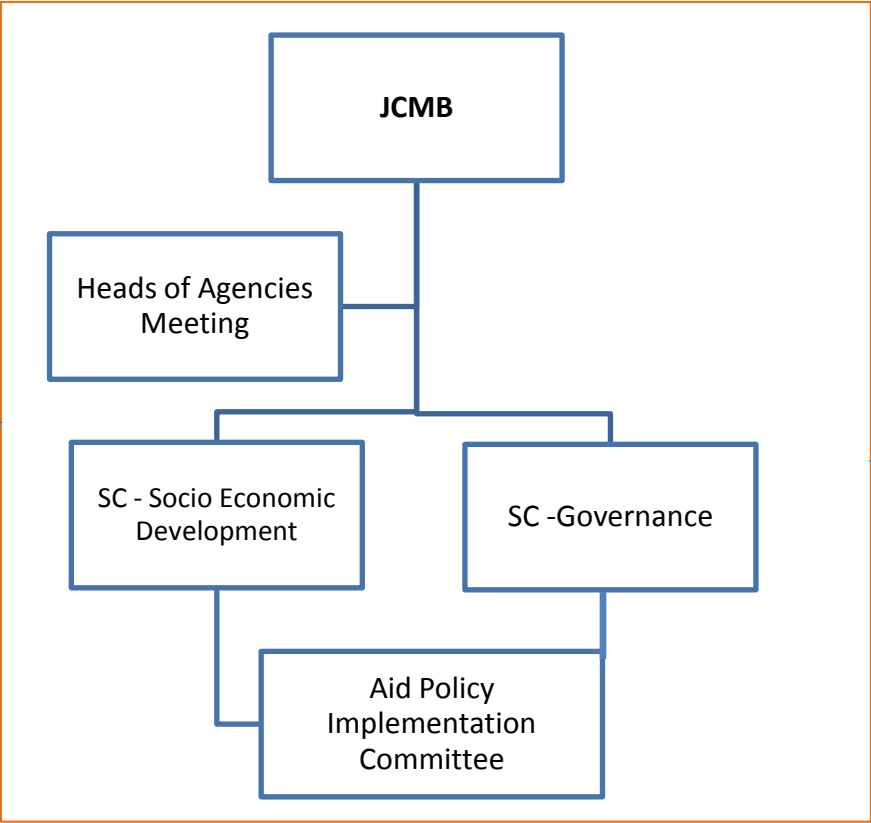 JCMB
Heads of Agencies
Meeting
SC - Socio Economic
Development
SC -Governance
Aid Policy
Implementation
Committee